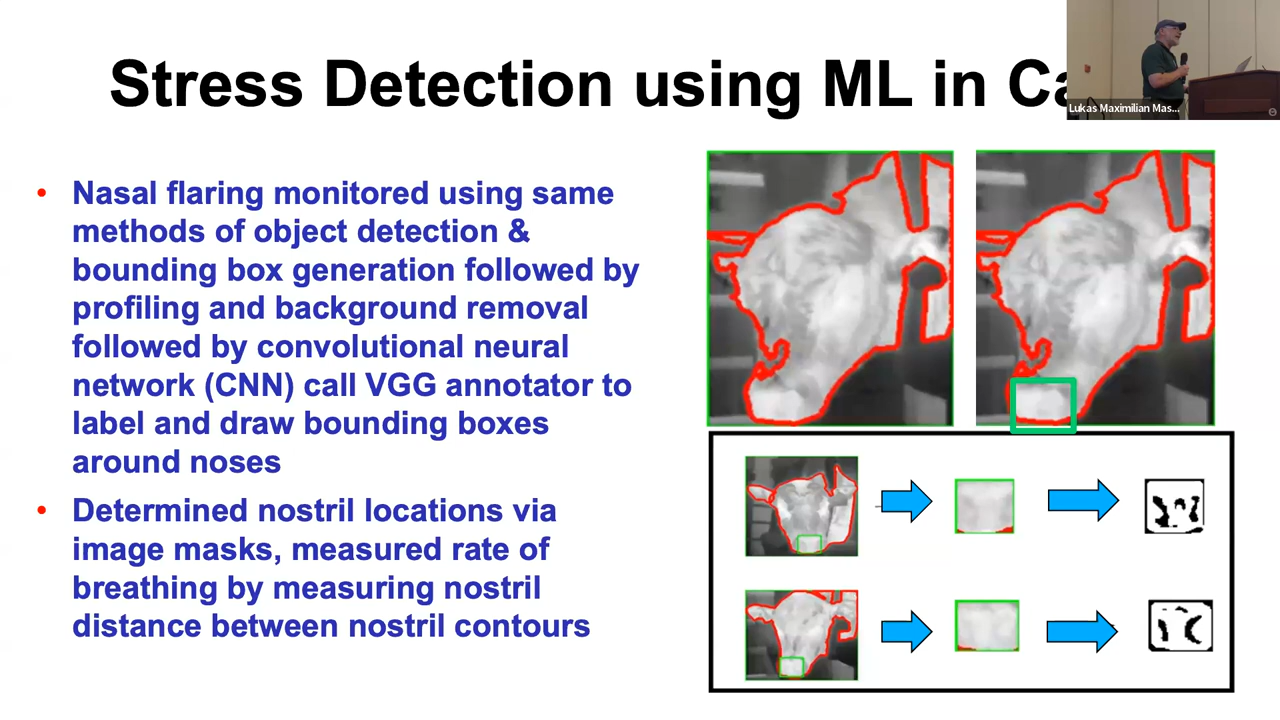 Stress Detection using ML in Ca
Lukas Maximilian Mas...
• Nasal flaring monitored using same
methods of object detection &
bounding box generation followed by
profiling and background removal
followed by convolutional neural
network (CNN) call VGG annotator to
label and draw bounding boxes
around noses
• Determined nostril locations via
image masks, measured rate of
breathing by measuring nostril
distance between nostril contours